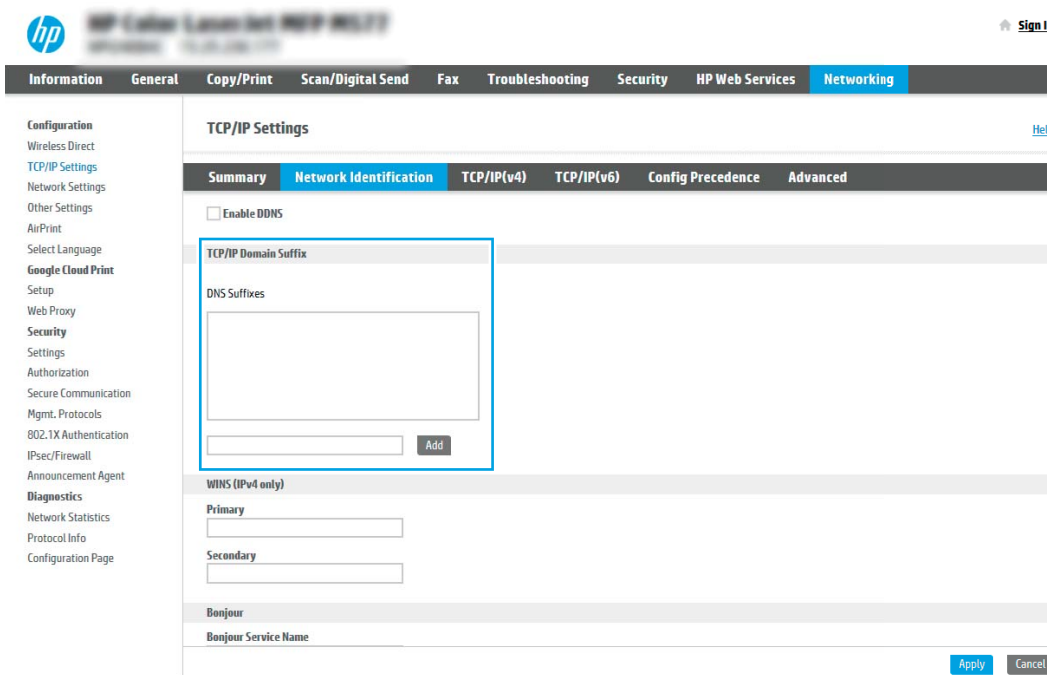 hp
Sign
Information General Copy/Print Scan/Digital Send Fax Troubleshooting Security HP Web Services Networking
Configuration
Wireless Direct
TCP/IP Settings
Network Settings
Other Settings
AirPrint
Select Language
Google Cloud Print
Setup
Web Proxy
Security
Settings
Authorization
Secure Communication
Mgmt. Protocols
802.1X Authentication
IPsec/Firewall
Announcement Agent
Diagnostics
Network Statistics
Protocol Info
Configuration Page
TCP/IP Settings
Summary Network Identification TCP/IP(v4) TCP/IP(v6) Config Precedence Advanced
Enable DDNS
TCP/IP Domain Suffix
DNS Suffixes
Add
WINS (IPv4 only)
Primary
Secondary
Bonjour
Bonjour Service Name
Apply Cancel